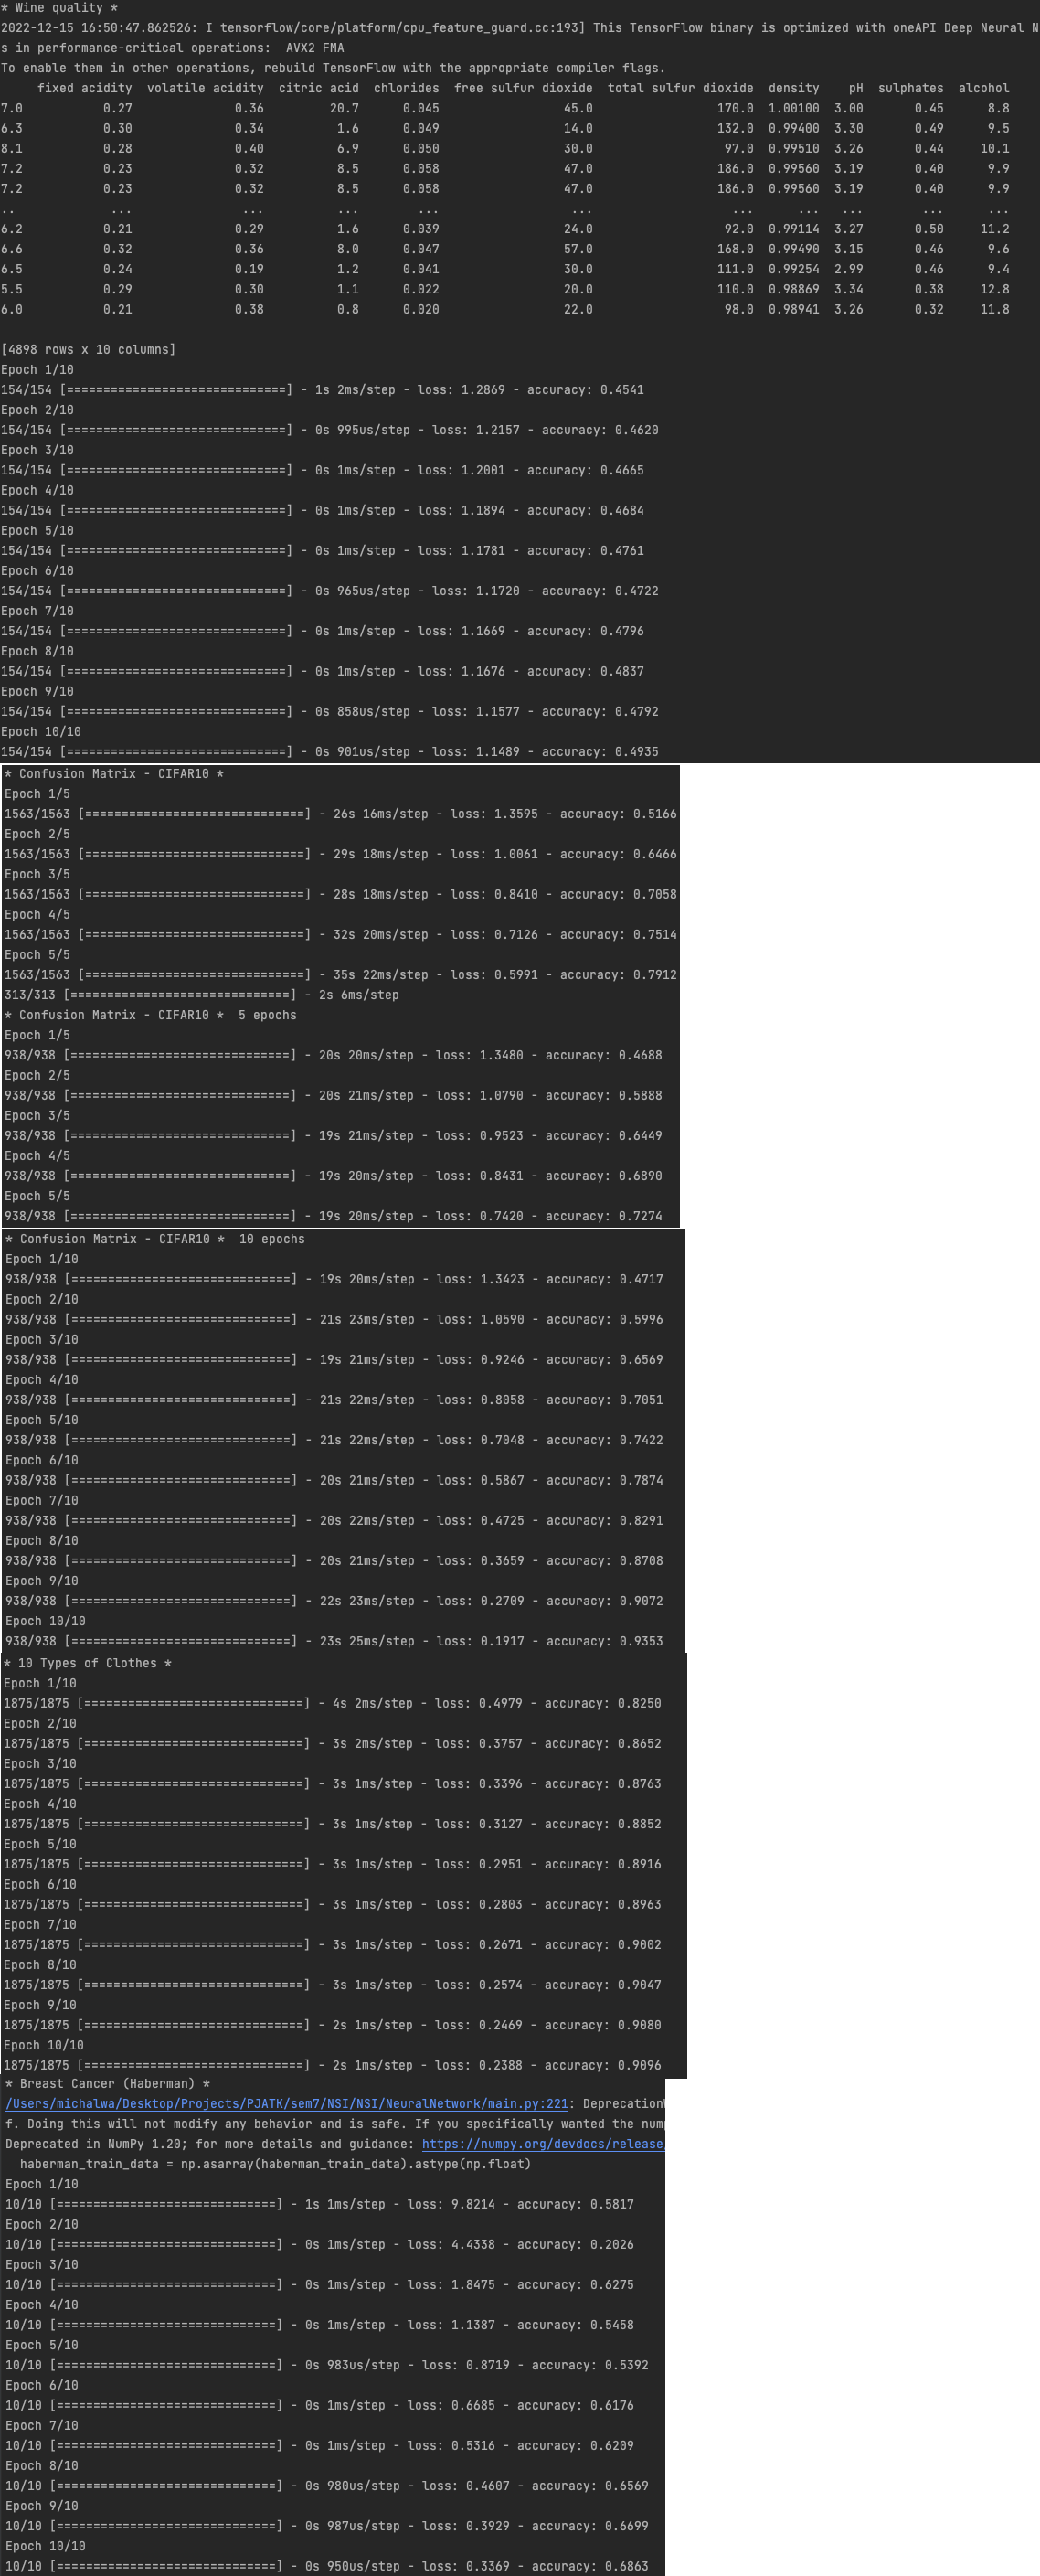 * Wine quality *
2022-12-15 16:50:47.862526: I tensorflow/core/platform/cpu_feature_guard.cc:193] This TensorFlow binary is optimized with oneAPI Deep Neural N
s in performance-critical operations:  AVX2 FMA
To enable them in other operations, rebuild TensorFlow with the appropriate compiler flags.
     fixed acidity  volatile acidity  citric acid  chlorides  free sulfur dioxide  total sulfur dioxide  density    pH  sulphates  alcohol
7.0           0.27              0.36         20.7      0.045                 45.0                 170.0  1.00100  3.00       0.45      8.8
6.3           0.30              0.34          1.6      0.049                 14.0                 132.0  0.99400  3.30       0.49      9.5
8.1           0.28              0.40          6.9      0.050                 30.0                  97.0  0.99510  3.26       0.44     10.1
7.2           0.23              0.32          8.5      0.058                 47.0                 186.0  0.99560  3.19       0.40      9.9
7.2           0.23              0.32          8.5      0.058                 47.0                 186.0  0.99560  3.19       0.40      9.9
..             ...               ...          ...        ...                  ...                   ...      ...   ...        ...      ...
6.2           0.21              0.29          1.6      0.039                 24.0                  92.0  0.99114  3.27       0.50     11.2
6.6           0.32              0.36          8.0      0.047                 57.0                 168.0  0.99490  3.15       0.46      9.6
6.5           0.24              0.19          1.2      0.041                 30.0                 111.0  0.99254  2.99       0.46      9.4
5.5           0.29              0.30          1.1      0.022                 20.0                 110.0  0.98869  3.34       0.38     12.8
6.0           0.21              0.38          0.8      0.020                 22.0                  98.0  0.98941  3.26       0.32     11.8
[4898 rows x 10 columns]
Epoch 1/10
154/154 [==============================] - 1s 2ms/step - loss: 1.2869 - accuracy: 0.4541
Epoch 2/10
154/154 [==============================] - 0s 995us/step - loss: 1.2157 - accuracy: 0.4620
Epoch 3/10
154/154 [==============================] - 0s 1ms/step - loss: 1.2001 - accuracy: 0.4665
Epoch 4/10
154/154 [==============================] - 0s 1ms/step - loss: 1.1894 - accuracy: 0.4684
Epoch 5/10
154/154 [==============================] - 0s 1ms/step - loss: 1.1781 - accuracy: 0.4761
Epoch 6/10
154/154 [==============================] - 0s 965us/step - loss: 1.1720 - accuracy: 0.4722
Epoch 7/10
154/154 [==============================] - 0s 1ms/step - loss: 1.1669 - accuracy: 0.4796
Epoch 8/10
154/154 [==============================] - 0s 1ms/step - loss: 1.1676 - accuracy: 0.4837
Epoch 9/10
154/154 [==============================] - 0s 858us/step - loss: 1.1577 - accuracy: 0.4792
Epoch 10/10
154/154 [==============================] - 0s 901us/step - loss: 1.1489 - accuracy: 0.4935
* Confusion Matrix - CIFAR10 *
Epoch 1/5
1563/1563 [==============================] - 26s 16ms/step - loss: 1.3595 - accuracy: 0.5166
Epoch 2/5
1563/1563 [==============================] - 29s 18ms/step - loss: 1.0061 - accuracy: 0.6466
Epoch 3/5
1563/1563 [==============================] - 28s 18ms/step - loss: 0.8410 - accuracy: 0.7058
Epoch 4/5
1563/1563 [==============================] - 32s 20ms/step - loss: 0.7126 - accuracy: 0.7514
Epoch 5/5
1563/1563 [==============================] - 35s 22ms/step - loss: 0.5991 - accuracy: 0.7912
313/313 [==============================] - 2s 6ms/step
* Confusion Matrix - CIFAR10 *  5 epochs
Epoch 1/5
938/938 [==============================] - 20s 20ms/step - loss: 1.3480 - accuracy: 0.4688
Epoch 2/5
938/938 [==============================] - 20s 21ms/step - loss: 1.0790 - accuracy: 0.5888
Epoch 3/5
938/938 [==============================] - 19s 21ms/step - loss: 0.9523 - accuracy: 0.6449
Epoch 4/5
938/938 [==============================] - 19s 20ms/step - loss: 0.8431 - accuracy: 0.6890
Epoch 5/5
938/938 [==============================] - 19s 20ms/step - loss: 0.7420 - accuracy: 0.7274
* Confusion Matrix - CIFAR10 *  10 epochs
Epoch 1/10
938/938 [==============================] - 19s 20ms/step - loss: 1.3423 - accuracy: 0.4717
Epoch 2/10
938/938 [==============================] - 21s 23ms/step - loss: 1.0590 - accuracy: 0.5996
Epoch 3/10
938/938 [==============================] - 19s 21ms/step - loss: 0.9246 - accuracy: 0.6569
Epoch 4/10
938/938 [==============================] - 21s 22ms/step - loss: 0.8058 - accuracy: 0.7051
Epoch 5/10
938/938 [==============================] - 21s 22ms/step - loss: 0.7048 - accuracy: 0.7422
Epoch 6/10
938/938 [==============================] - 20s 21ms/step - loss: 0.5867 - accuracy: 0.7874
Epoch 7/10
938/938 [==============================] - 20s 22ms/step - loss: 0.4725 - accuracy: 0.8291
Epoch 8/10
938/938 [==============================] - 20s 21ms/step - loss: 0.3659 - accuracy: 0.8708
Epoch 9/10
938/938 [==============================] - 22s 23ms/step - loss: 0.2709 - accuracy: 0.9072
Epoch 10/10
938/938 [==============================] - 23s 25ms/step - loss: 0.1917 - accuracy: 0.9353
* 10 Types of Clothes *
Epoch 1/10
1875/1875 [==============================] - 4s 2ms/step - loss: 0.4979 - accuracy: 0.8250
Epoch 2/10
1875/1875 [==============================] - 3s 2ms/step - loss: 0.3757 - accuracy: 0.8652
Epoch 3/10
1875/1875 [==============================] - 3s 1ms/step - loss: 0.3396 - accuracy: 0.8763
Epoch 4/10
1875/1875 [==============================] - 3s 1ms/step - loss: 0.3127 - accuracy: 0.8852
Epoch 5/10
1875/1875 [==============================] - 3s 1ms/step - loss: 0.2951 - accuracy: 0.8916
Epoch 6/10
1875/1875 [==============================] - 3s 1ms/step - loss: 0.2803 - accuracy: 0.8963
Epoch 7/10
1875/1875 [==============================] - 3s 1ms/step - loss: 0.2671 - accuracy: 0.9002
Epoch 8/10
1875/1875 [==============================] - 3s 1ms/step - loss: 0.2574 - accuracy: 0.9047
Epoch 9/10
1875/1875 [==============================] - 2s 1ms/step - loss: 0.2469 - accuracy: 0.9080
Epoch 10/10
1875/1875 [==============================] - 2s 1ms/step - loss: 0.2388 - accuracy: 0.9096
* Breast Cancer (Haberman) *
/Users/michalwa/Desktop/Projects/PJATK/sem7/NSI/NSI/NeuralNetwork/main.py:221: Deprecation
f. Doing this will not modify any behavior and is safe. If you specifically wanted the num
Deprecated in NumPy 1.20; for more details and guidance: https://numpy.org/devdocs/release
  haberman_train_data = np.asarray(haberman_train_data).astype(np.float)
Epoch 1/10
10/10 [==============================] - 1s 1ms/step - loss: 9.8214 - accuracy: 0.5817
Epoch 2/10
10/10 [==============================] - 0s 1ms/step - loss: 4.4338 - accuracy: 0.2026
Epoch 3/10
10/10 [==============================] - 0s 1ms/step - loss: 1.8475 - accuracy: 0.6275
Epoch 4/10
10/10 [==============================] - 0s 1ms/step - loss: 1.1387 - accuracy: 0.5458
Epoch 5/10
10/10 [==============================] - 0s 983us/step - loss: 0.8719 - accuracy: 0.5392
Epoch 6/10
10/10 [==============================] - 0s 1ms/step - loss: 0.6685 - accuracy: 0.6176
Epoch 7/10
10/10 [==============================] - 0s 1ms/step - loss: 0.5316 - accuracy: 0.6209
Epoch 8/10
10/10 [==============================] - 0s 980us/step - loss: 0.4607 - accuracy: 0.6569
Epoch 9/10
10/10 [==============================] - 0s 987us/step - loss: 0.3929 - accuracy: 0.6699
Epoch 10/10
10/10 [==============================] - 0s 950us/step - loss: 0.3369 - accuracy: 0.6863